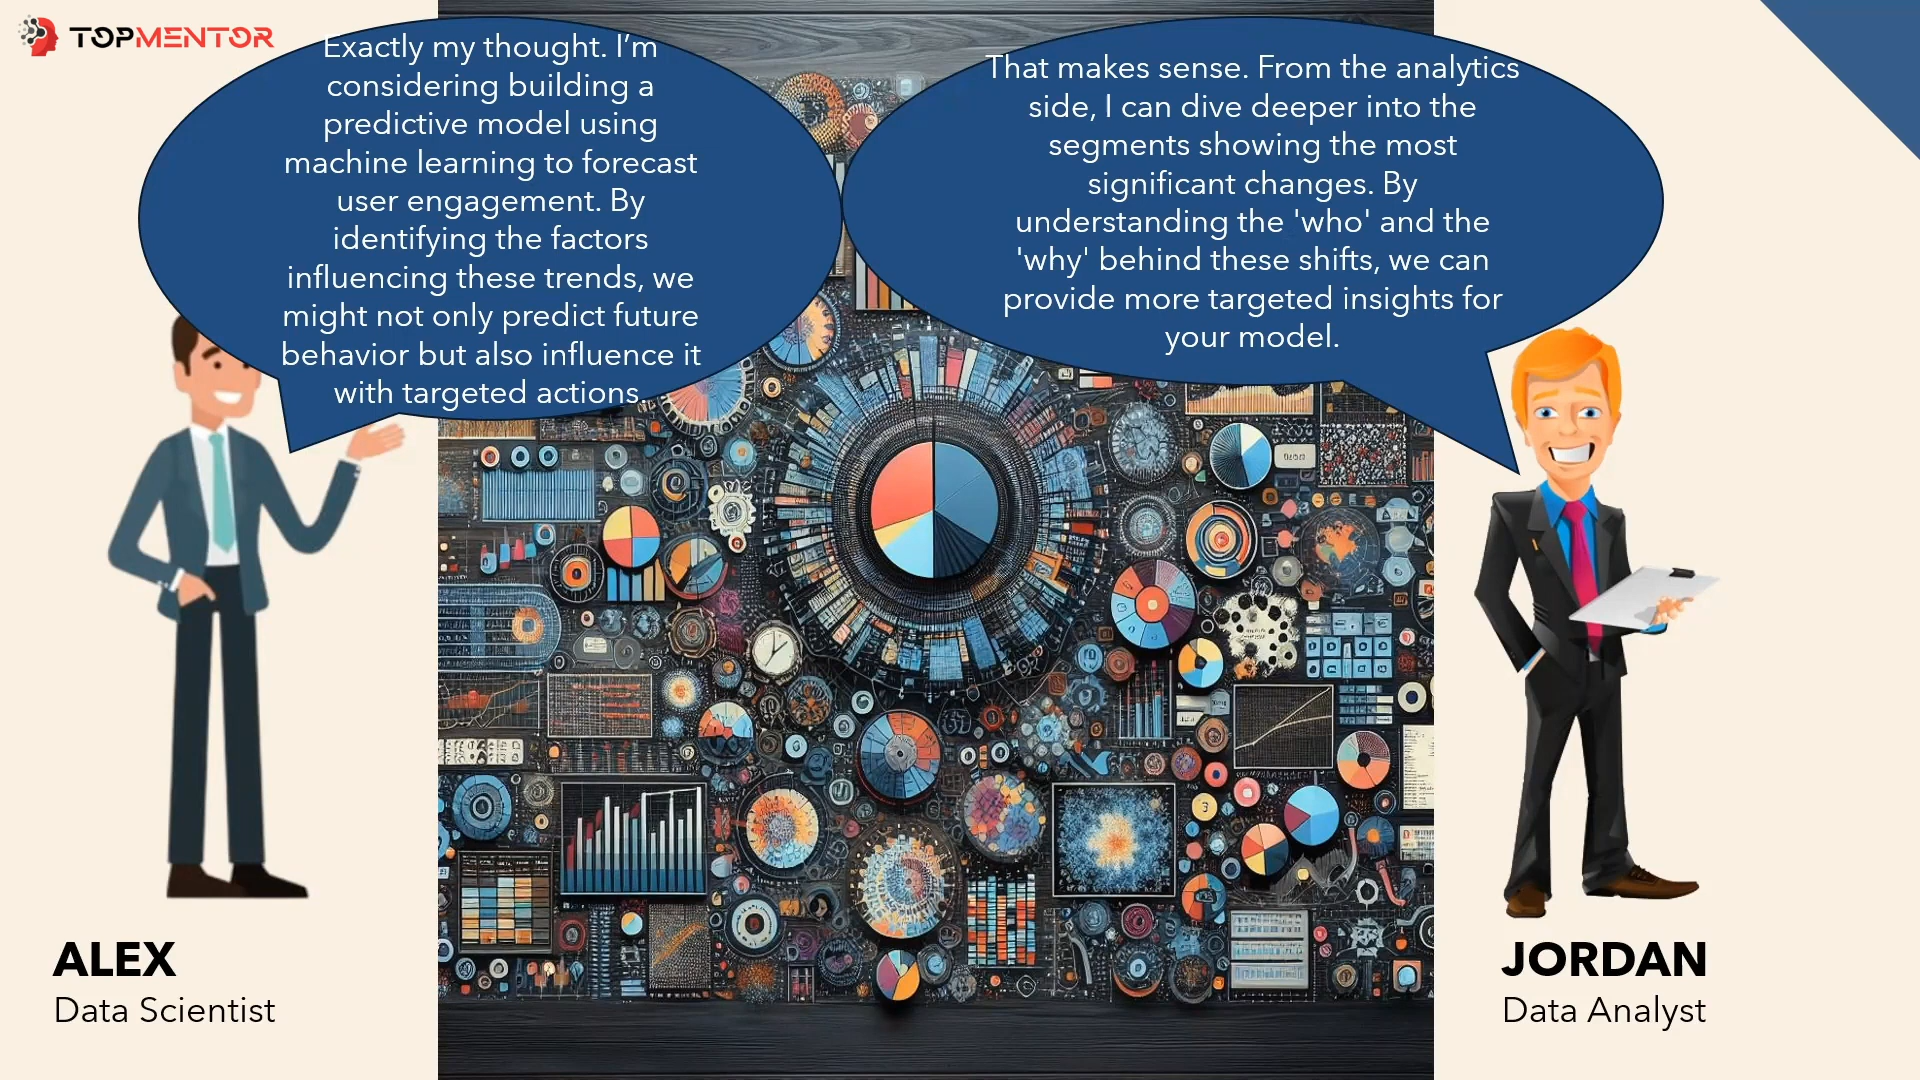 TOPMENTOR
Exactly my thought. I’m
considering building a
predictive model using
machine learning to forecast
user engagement. By
identifying the factors
influencing these trends, we
might not only predict future
behavior but also influence it
with targeted actions.
That makes sense. From the analytics
side, I can dive deeper into the
segments showing the most
significant changes. By
understanding the 'who' and the
'why' behind these shifts, we can
provide more targeted insights for
your model.
ALEX
Data Scientist
JORDAN
Data Analyst